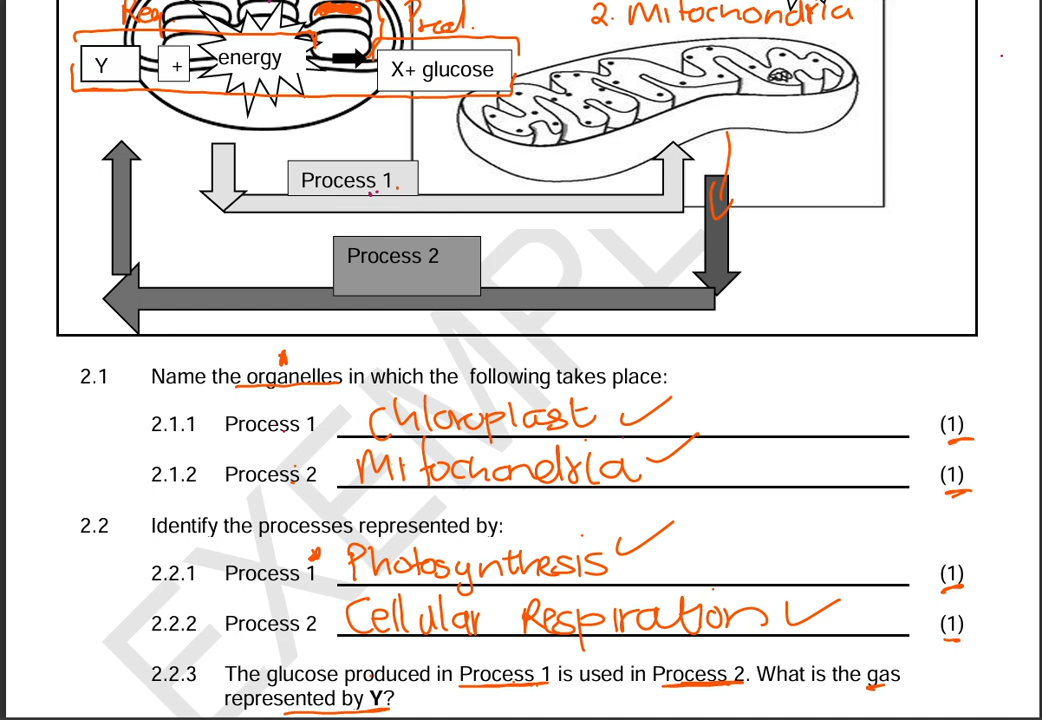 2. Mitochondria
Prod.
Y + energy X+ glucose
Process 1.
Process 2
2.1 Name the organelles in which the following takes place:
2.1.1 Process 1 Chloroplast (1)
2.1.2 Process 2 Mitochondria (1)
2.2 Identify the processes represented by:
2.2.1 Process 1 Photosynthesis (1)
2.2.2 Process 2 Cellular Respiration (1)
2.2.3 The glucose produced in Process 1 is used in Process 2. What is the gas
represented by Y?
EXEMPL